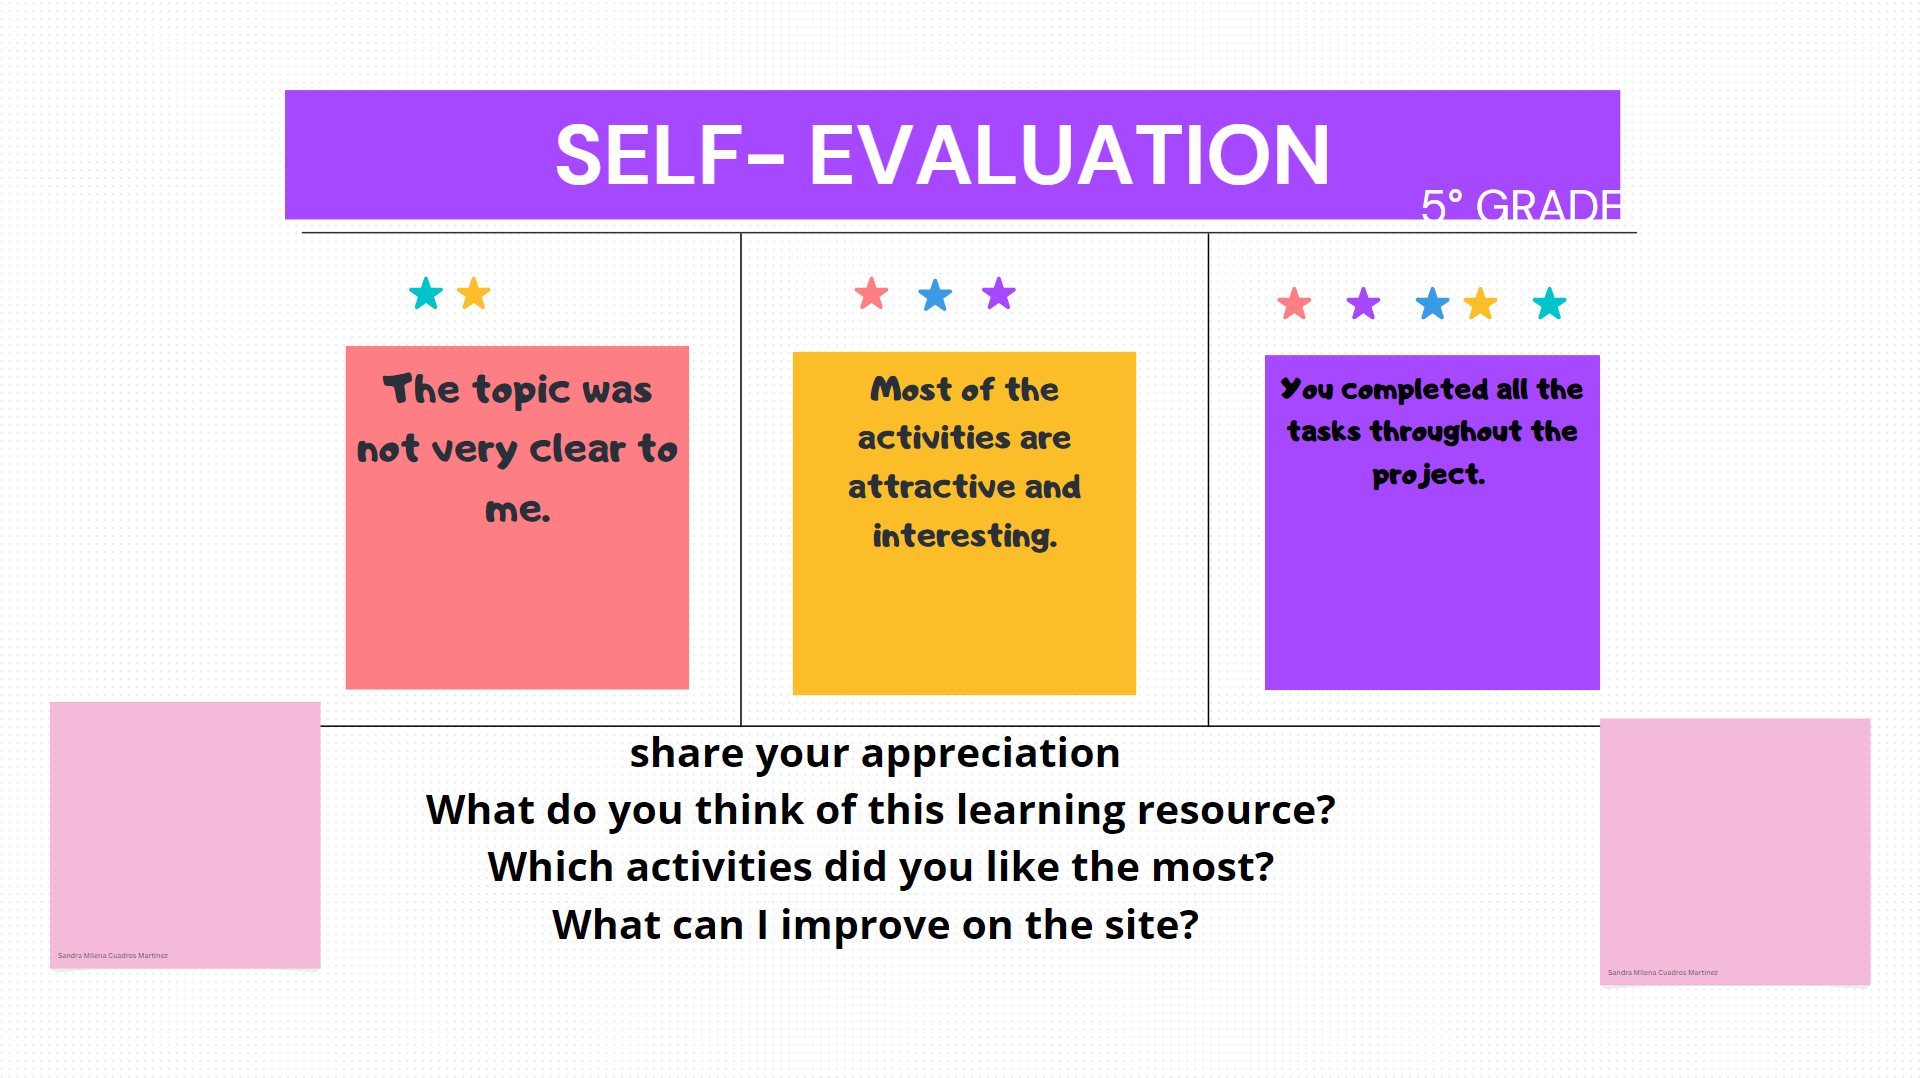 SELF- EVALUATION
5° GRADE
The topic was
not very clear to
me.
Most of the
activities are
attractive and
interesting.
You completed all the
tasks throughout the
project.
share your appreciation
What do you think of this learning resource?
Which activities did you like the most?
What can I improve on the site?
Sandra Milena Cuadros Martinez
Sandra Milena Cuadros Martinez